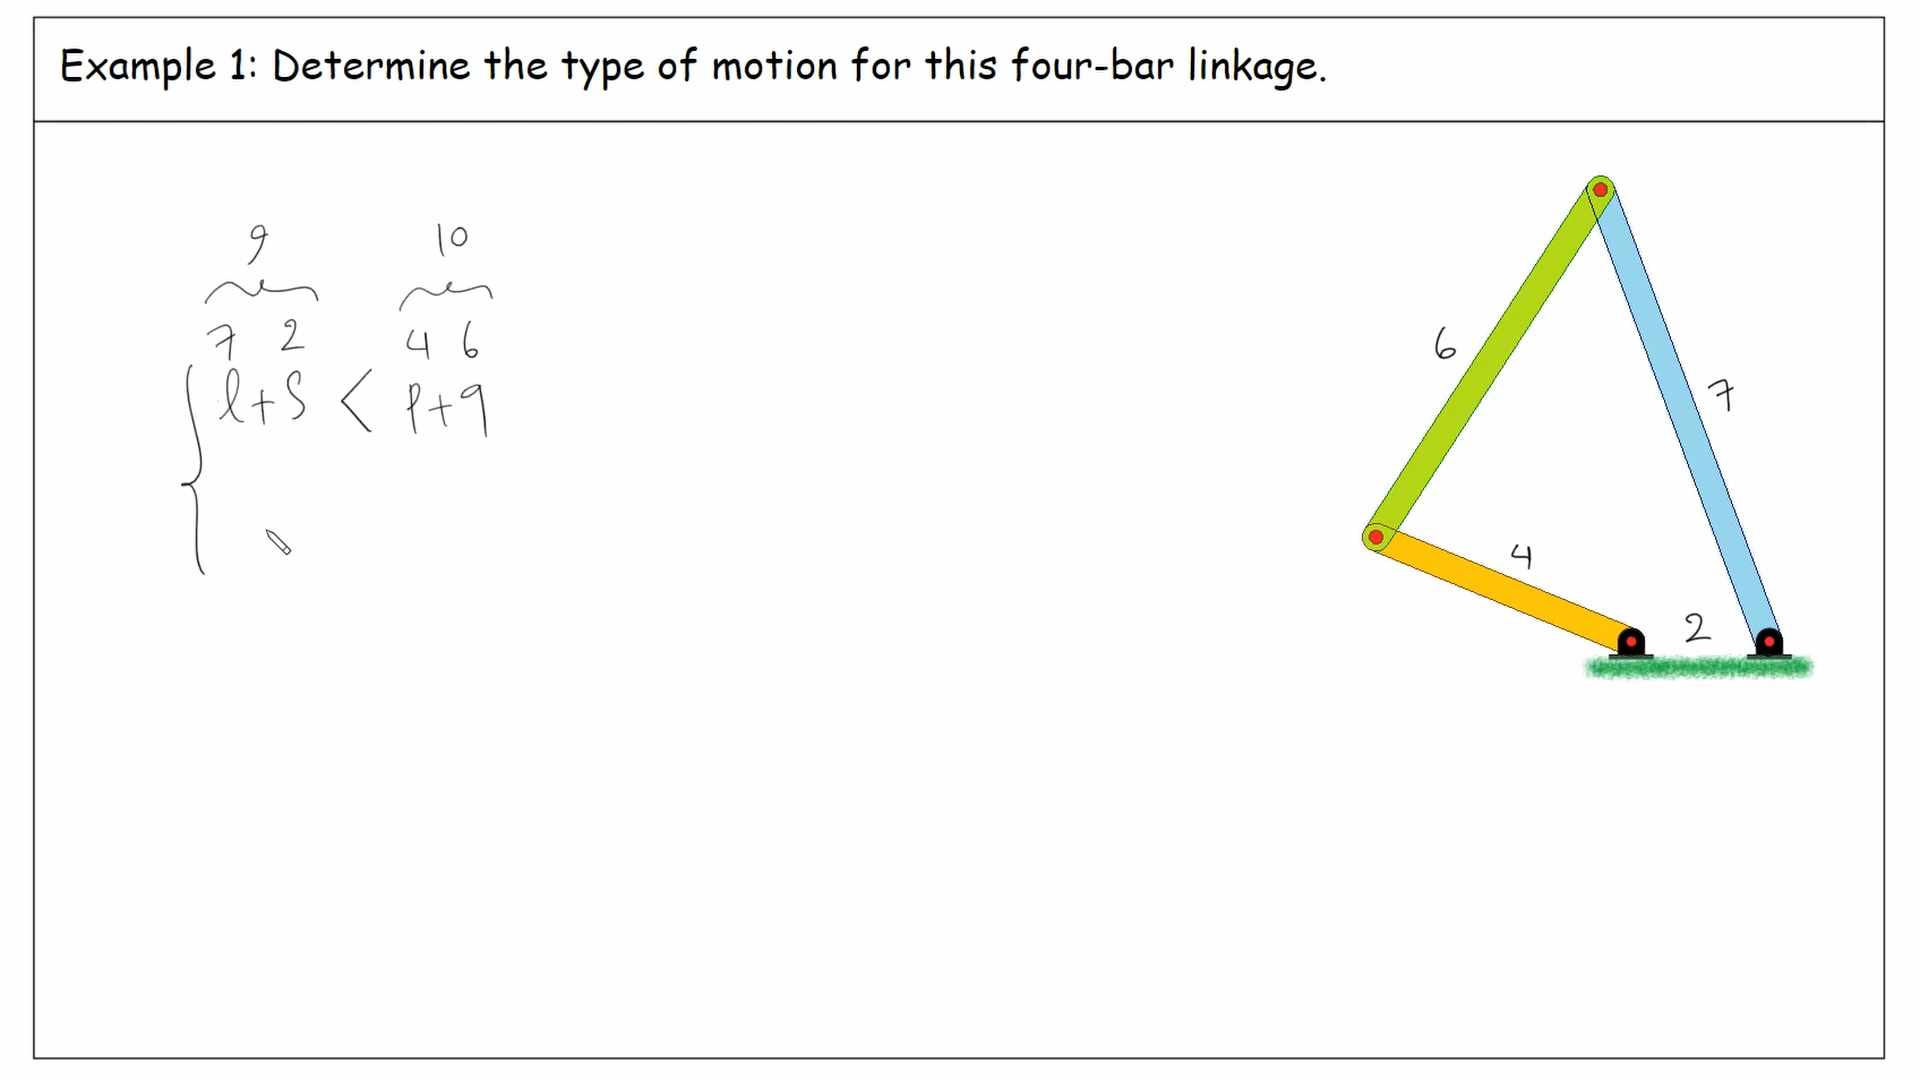 Example 1: Determine the type of motion for this four-bar linkage.
9 10
7 2 4 6
l+S < P+q
6
7
4
2